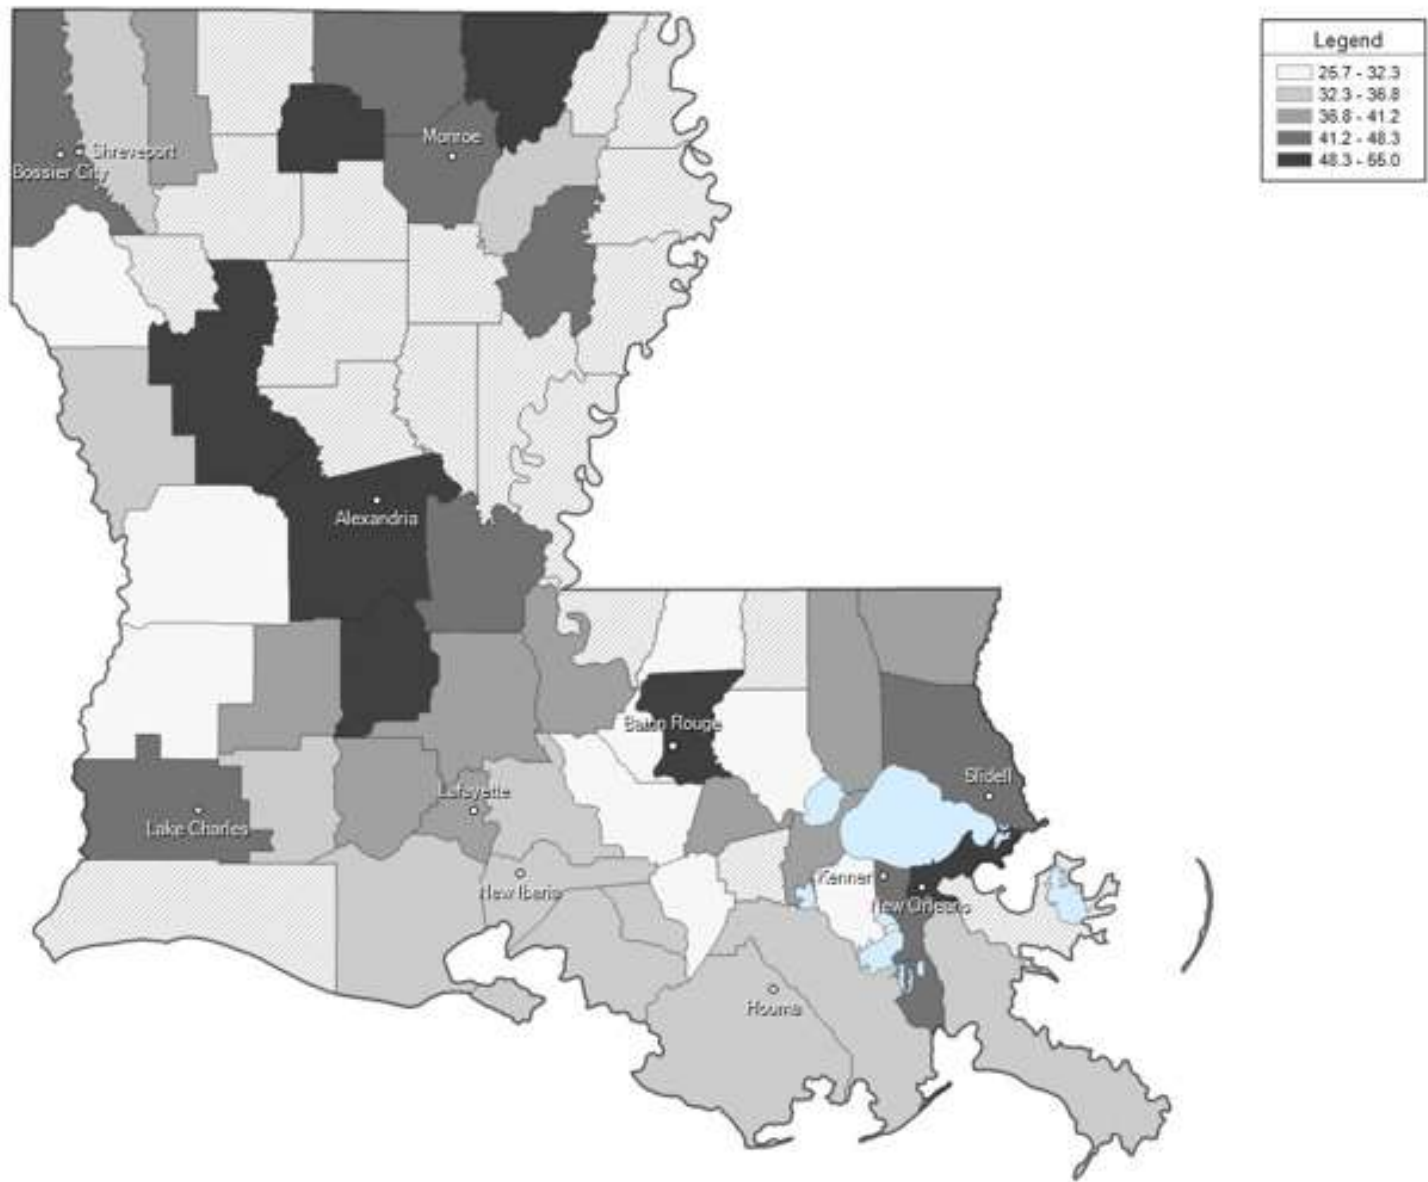 Legend
25.7 - 32.3
32.3 - 36.8
36.8 - 41.2
41.2 - 48.3
48.3 - 55.0
Monroe
Shreveport
Bossier City
Alexandria
Baton Rouge
Slidell
Lafayette
Lake Charles
Kenner
New Iberia
New Orleans
Houma